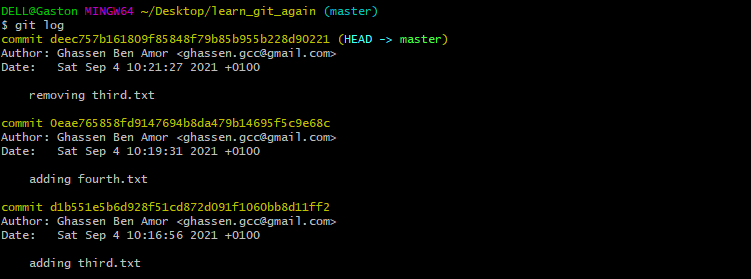 DELL@Gaston MINGW64 ~/Desktop/learn_git_again (master)
$ git log
commit deec757b161809f85848f79b85b955b228d90221 (HEAD -> master)
Author: Ghassen Ben Amor <ghassen.gcc@gmail.com>
Date:   Sat Sep 4 10:21:27 2021 +0100
    removing third.txt
commit 0eae765858fd9147694b8da479b14695f5c9e68c
Author: Ghassen Ben Amor <ghassen.gcc@gmail.com>
Date:   Sat Sep 4 10:19:31 2021 +0100
    adding fourth.txt
commit d1b551e5b6d928f51cd872d091f1060bb8d11ff2
Author: Ghassen Ben Amor <ghassen.gcc@gmail.com>
Date:   Sat Sep 4 10:16:56 2021 +0100
    adding third.txt